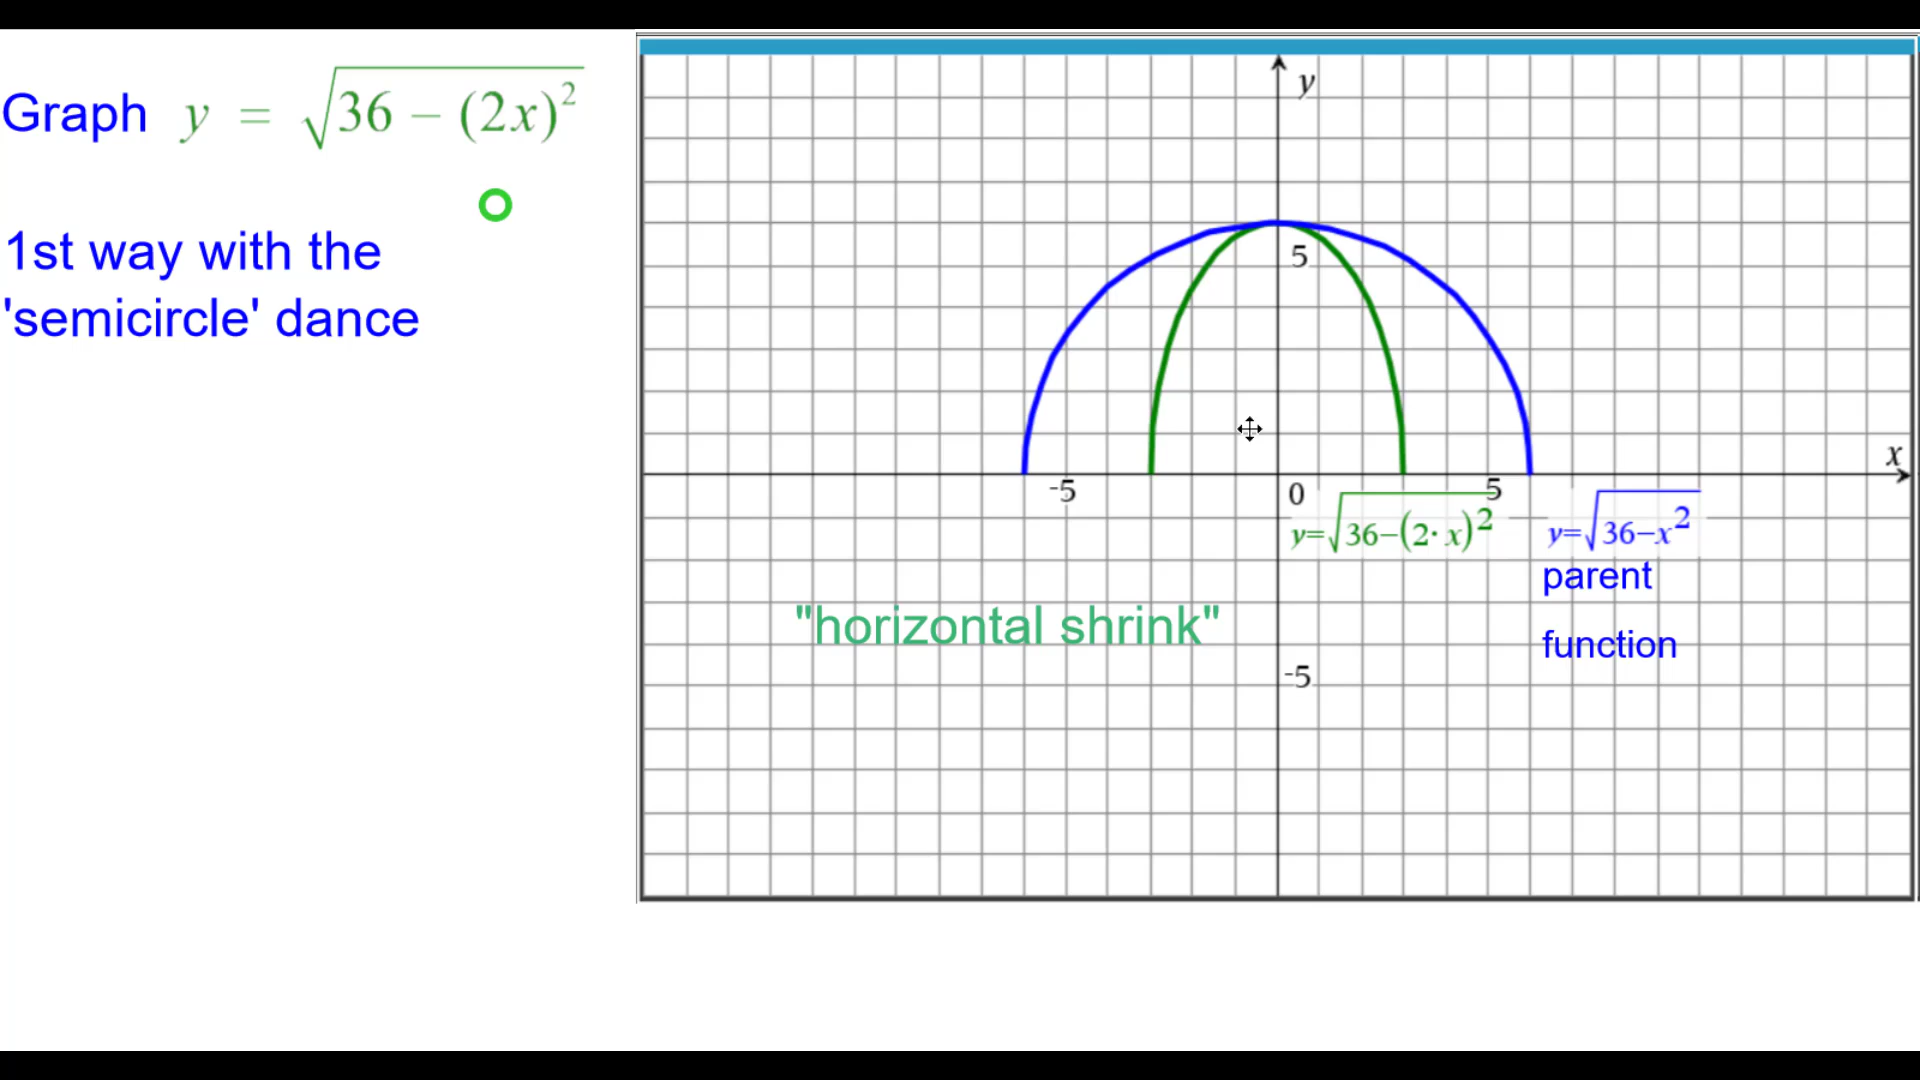 Graph y = √36 − (2x)²
1st way with the
'semicircle' dance
y
5
x
-5
0
5
y=√36−(2·x)²
y=√36−x²
parent
function
"horizontal shrink"
-5